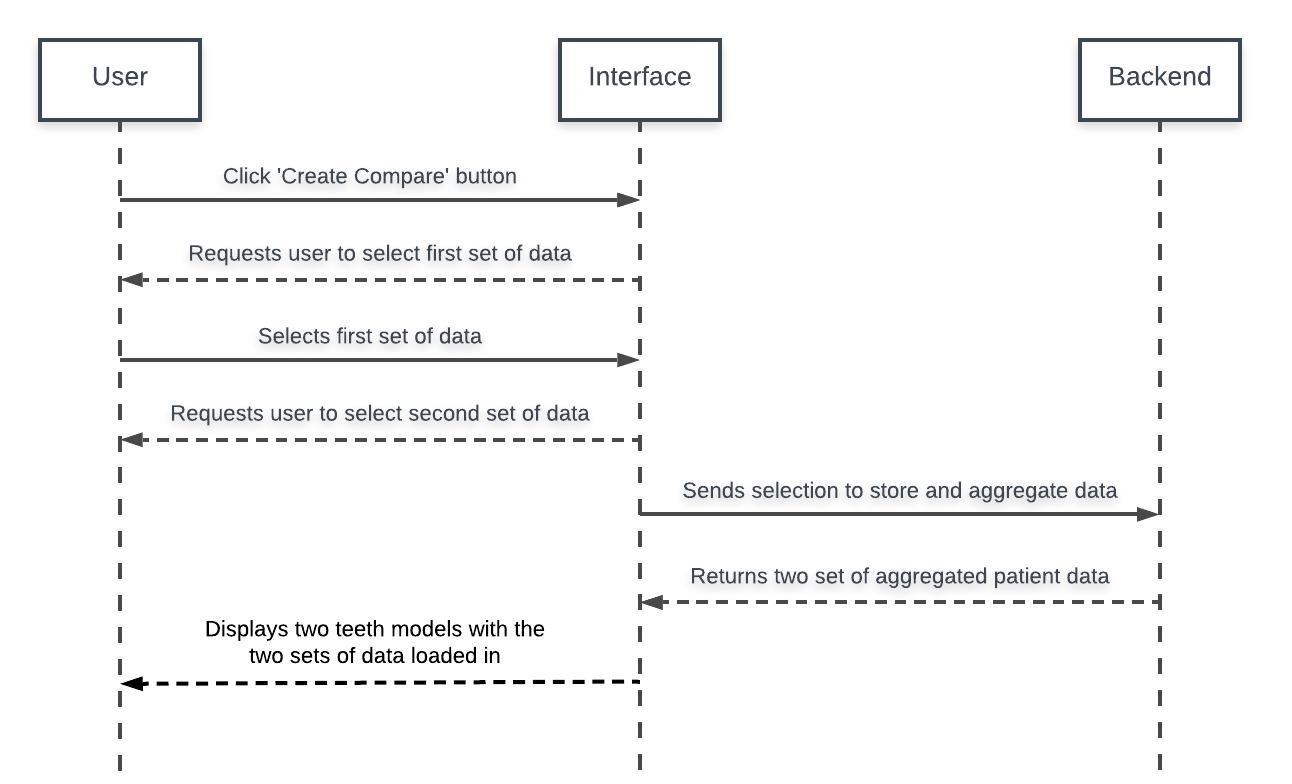 User
Interface
Backend
Click 'Create Compare' button
Requests user to select first set of data
Selects first set of data
Requests user to select second set of data
Sends selection to store and aggregate data
Returns two set of aggregated patient data
Displays two teeth models with the
two sets of data loaded in